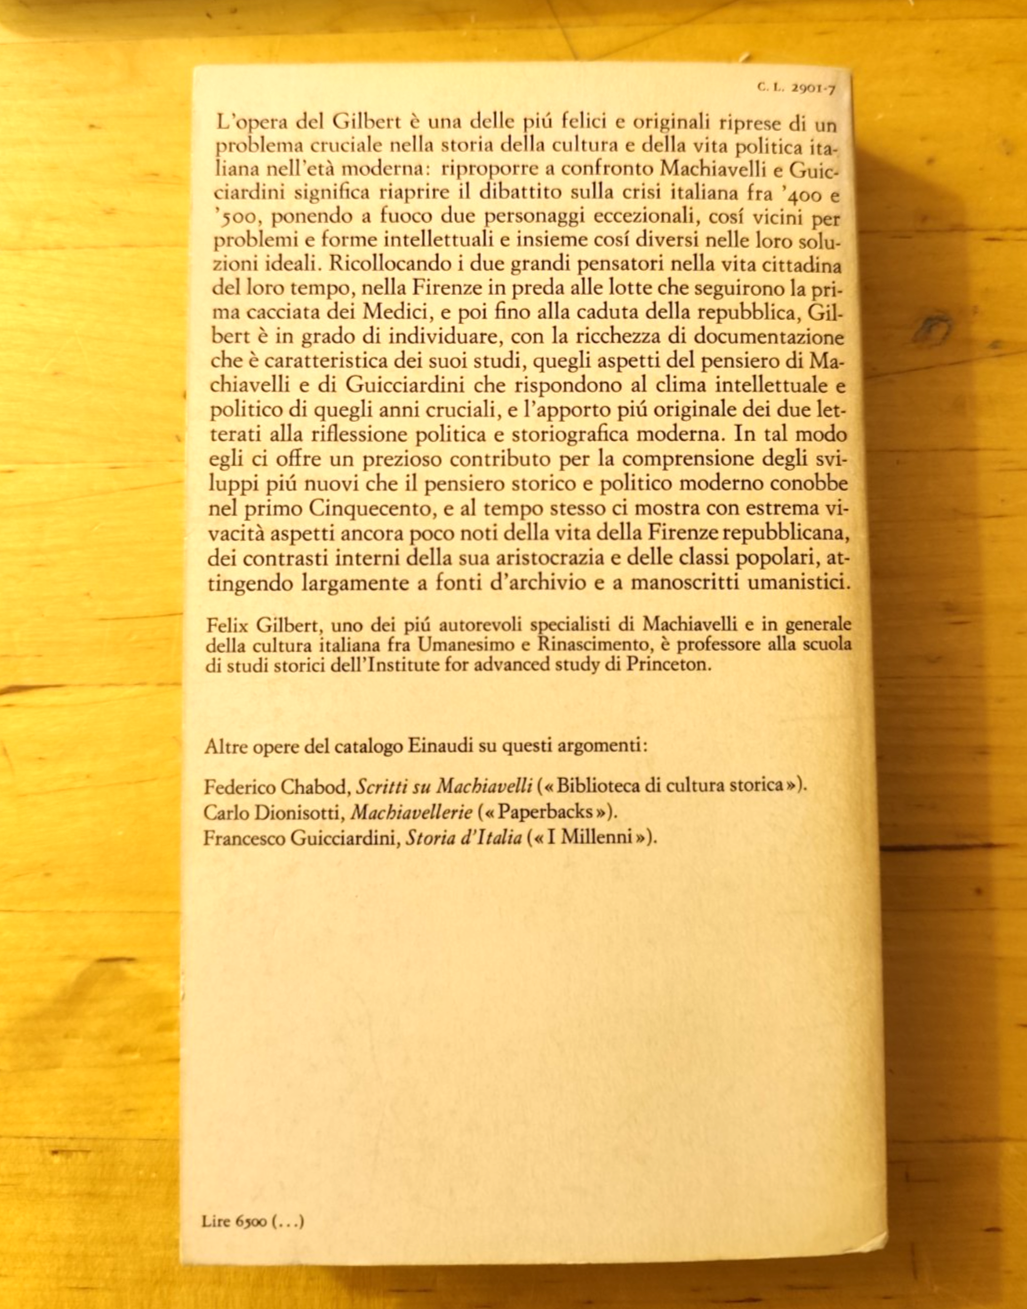 C. L. 2901-7
L'opera del Gilbert è una delle piú felici e originali riprese di un
problema cruciale nella storia della cultura e della vita politica ita-
liana nell'età moderna: riproporre a confronto Machiavelli e Guic-
ciardini significa riaprire il dibattito sulla crisi italiana fra '400 e
'500, ponendo a fuoco due personaggi eccezionali, cosí vicini per
problemi e forme intellettuali e insieme cosí diversi nelle loro solu-
zioni ideali. Ricollocando i due grandi pensatori nella vita cittadina
del loro tempo, nella Firenze in preda alle lotte che seguirono la pri-
ma cacciata dei Medici, e poi fino alla caduta della repubblica, Gil-
bert è in grado di individuare, con la ricchezza di documentazione
che è caratteristica dei suoi studi, quegli aspetti del pensiero di Ma-
chiavelli e di Guicciardini che rispondono al clima intellettuale e
politico di quegli anni cruciali, e l'apporto piú originale dei due let-
terati alla riflessione politica e storiografica moderna. In tal modo
egli ci offre un prezioso contributo per la comprensione degli svi-
luppi piú nuovi che il pensiero storico e politico moderno conobbe
nel primo Cinquecento, e al tempo stesso ci mostra con estrema vi-
vacità aspetti ancora poco noti della vita della Firenze repubblicana,
dei contrasti interni della sua aristocrazia e delle classi popolari, at-
tingendo largamente a fonti d'archivio e a manoscritti umanistici.
Felix Gilbert, uno dei piú autorevoli specialisti di Machiavelli e in generale
della cultura italiana fra Umanesimo e Rinascimento, è professore alla scuola
di studi storici dell'Institute for advanced study di Princeton.
Altre opere del catalogo Einaudi su questi argomenti:
Federico Chabod, Scritti su Machiavelli («Biblioteca di cultura storica»).
Carlo Dionisotti, Machiavellerie («Paperbacks»).
Francesco Guicciardini, Storia d'Italia («I Millenni»).
Lire 6500 (...)